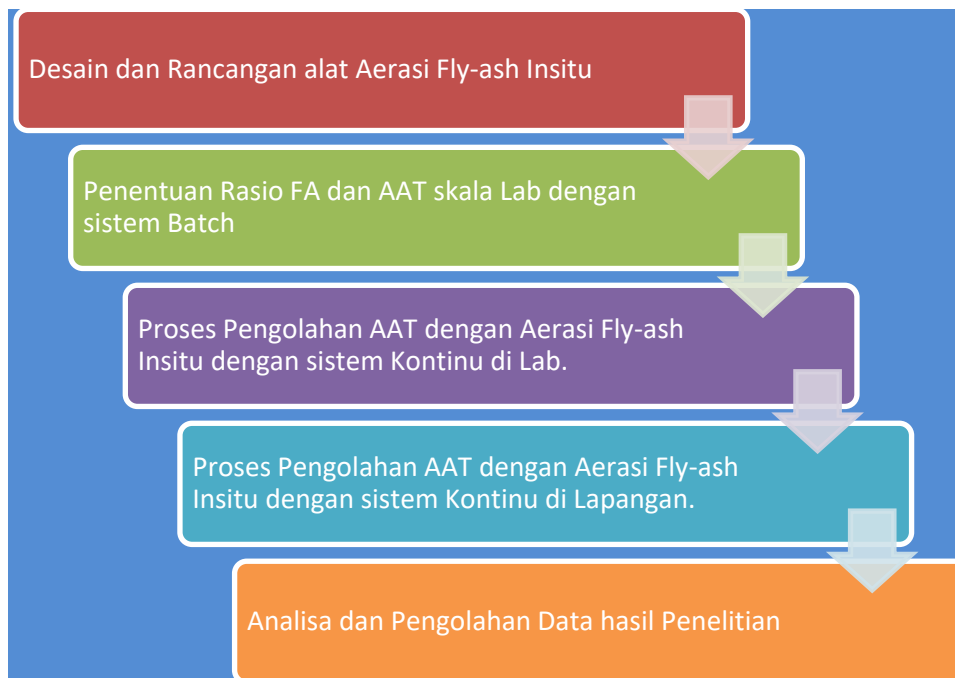 Desain dan Rancangan alat Aerasi Fly-ash Insitu
Penentuan Rasio FA dan AAT skala Lab dengan
sistem Batch
Proses Pengolahan AAT dengan Aerasi Fly-ash
Insitu dengan sistem Kontinu di Lab.
Proses Pengolahan AAT dengan Aerasi Fly-ash
Insitu dengan sistem Kontinu di Lapangan.
Analisa dan Pengolahan Data hasil Penelitian